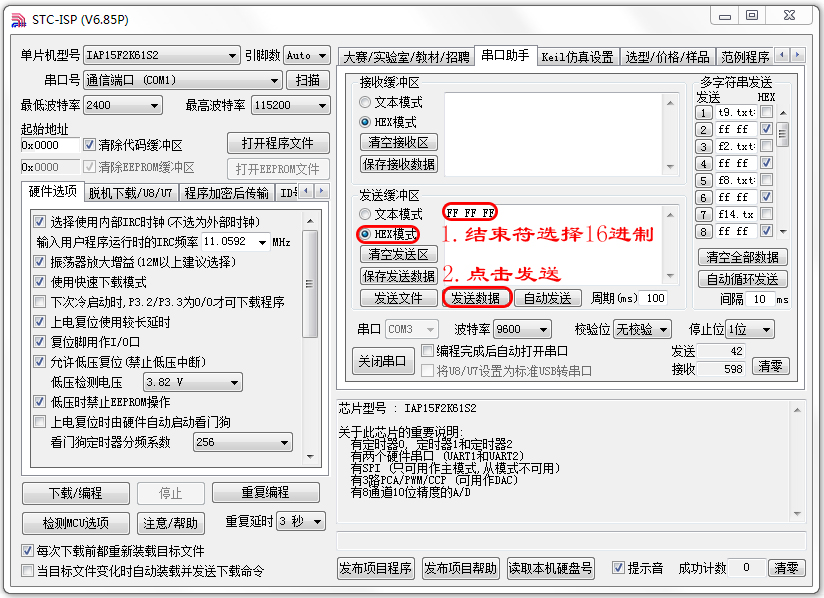 STC-ISP (V6.85P)
单片机型号 IAP15F2K61S2 引脚数 Auto
串口号 通信端口 (COM1) 扫描
最低波特率 2400 最高波特率 115200
起始地址
0x0000 清除代码缓冲区 打开程序文件
0x0000 清除EEPROM缓冲区 打开EEPROM文件
硬件选项 脱机下载/U8/U7 程序加密后传输 ID
选择使用内部IRC时钟(不选为外部时钟)
输入用户程序运行时的IRC频率 11.0592 MHz
振荡器放大增益(12M以上建议选择)
使用快速下载模式
下次冷启动时,P3.2/P3.3为0/0才可下载程序
上电复位使用较长延时
复位脚用作I/O口
允许低压复位(禁止低压中断)
低压检测电压 3.82 V
低压时禁止EEPROM操作
上电复位时由硬件自动启动看门狗
看门狗定时器分频系数 256
下载/编程 停止 重复编程
检测MCU选项 注意/帮助 重复延时 3 秒
每次下载前都重新装载目标文件
当目标文件变化时自动装载并发送下载命令
大赛/实验室/教材/招聘 串口助手 Keil仿真设置 选型/价格/样品 范例程序
接收缓冲区
文本模式
HEX模式
清空接收区
保存接收数据
发送缓冲区
文本模式
HEX模式
清空发送区
保存发送数据
FF FF FF
1.结束符选择16进制
2.点击发送
发送文件 发送数据 自动发送 周期(ms) 100
多字符串发送
发送 HEX
1 t9.txt
2 ff ff
3 f2.txt
4 ff ff
5 f8.txt
6 ff ff
7 f14.tx
8 ff ff
清空全部数据
自动循环发送
间隔 10 ms
串口 COM3 波特率 9600 校验位 无校验 停止位 1位
关闭串口 编程完成后自动打开串口
将U8/U7设置为标准USB转串口
发送 42
接收 598 清零
芯片型号 : IAP15F2K61S2
关于此芯片的重要说明:
有定时器0, 定时器1和定时器2
有两个硬件串口 (UART1和UART2)
有SPI (只可用作主模式,从模式不可用)
有3路PCA/PWM/CCP (可用作DAC)
有8通道10位精度的A/D
发布项目程序 发布项目帮助 读取本机硬盘号 提示音 成功计数 0 清零